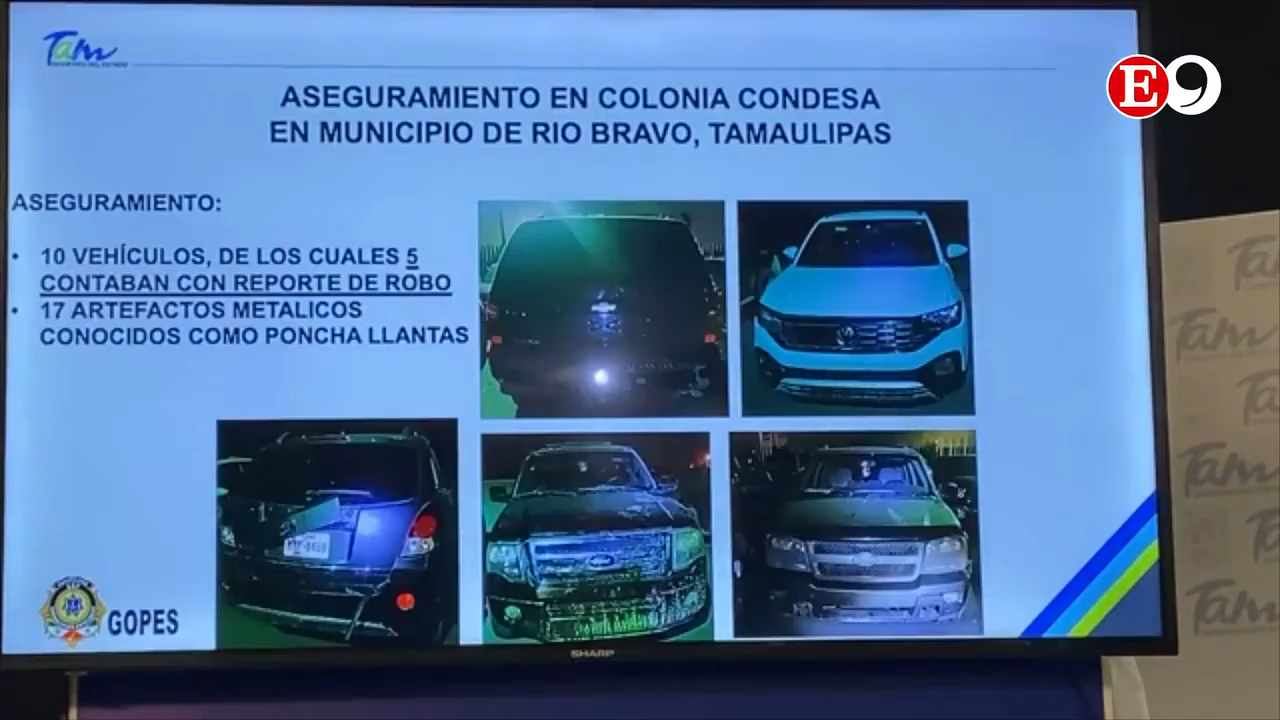 Tam
E9
ASEGURAMIENTO EN COLONIA CONDESA
EN MUNICIPIO DE RIO BRAVO, TAMAULIPAS
ASEGURAMIENTO:
• 10 VEHÍCULOS, DE LOS CUALES 5
CONTABAN CON REPORTE DE ROBO
• 17 ARTEFACTOS METALICOS
CONOCIDOS COMO PONCHA LLANTAS
GOPES
SHARP
Tam
Tam
Tam
Tam
Tam